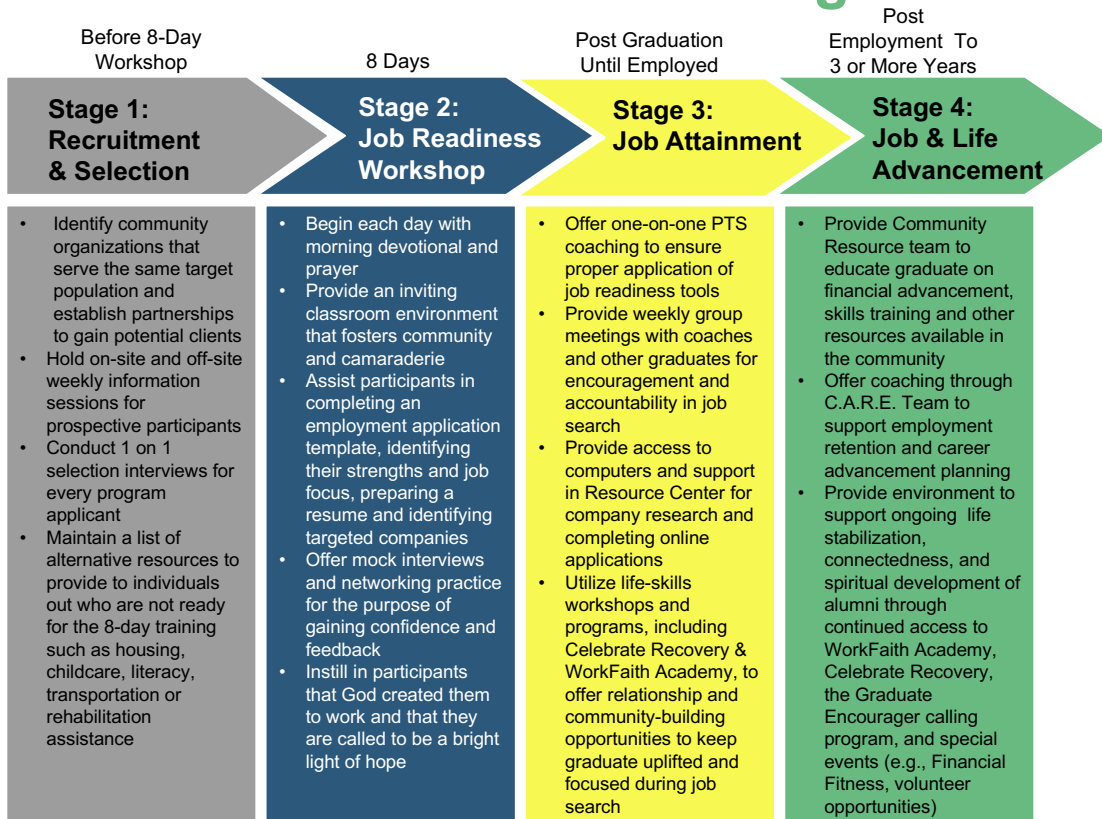 Before 8-Day
Workshop
8 Days
Post Graduation
Until Employed
Post
Employment To
3 or More Years
Stage 1:
Recruitment
& Selection
Stage 2:
Job Readiness
Workshop
Stage 3:
Job Attainment
Stage 4:
Job & Life
Advancement
• Identify community
organizations that
serve the same target
population and
establish partnerships
to gain potential clients
• Hold on-site and off-site
weekly information
sessions for
prospective participants
• Conduct 1 on 1
selection interviews for
every program
applicant
• Maintain a list of
alternative resources to
provide to individuals
out who are not ready
for the 8-day training
such as housing,
childcare, literacy,
transportation or
rehabilitation
assistance
• Begin each day with
morning devotional and
prayer
• Provide an inviting
classroom environment
that fosters community
and camaraderie
• Assist participants in
completing an
employment application
template, identifying
their strengths and job
focus, preparing a
resume and identifying
targeted companies
• Offer mock interviews
and networking practice
for the purpose of
gaining confidence and
feedback
• Instill in participants
that God created them
to work and that they
are called to be a bright
light of hope
• Offer one-on-one PTS
coaching to ensure
proper application of
job readiness tools
• Provide weekly group
meetings with coaches
and other graduates for
encouragement and
accountability in job
search
• Provide access to
computers and support
in Resource Center for
company research and
completing online
applications
• Utilize life-skills
workshops and
programs, including
Celebrate Recovery &
WorkFaith Academy, to
offer relationship and
community-building
opportunities to keep
graduate uplifted and
focused during job
search
• Provide Community
Resource team to
educate graduate on
financial advancement,
skills training and other
resources available in
the community
• Offer coaching through
C.A.R.E. Team to
support employment
retention and career
advancement planning
• Provide environment to
support ongoing life
stabilization,
connectedness, and
spiritual development of
alumni through
continued access to
WorkFaith Academy,
Celebrate Recovery,
the Graduate
Encourager calling
program, and special
events (e.g., Financial
Fitness, volunteer
opportunities)